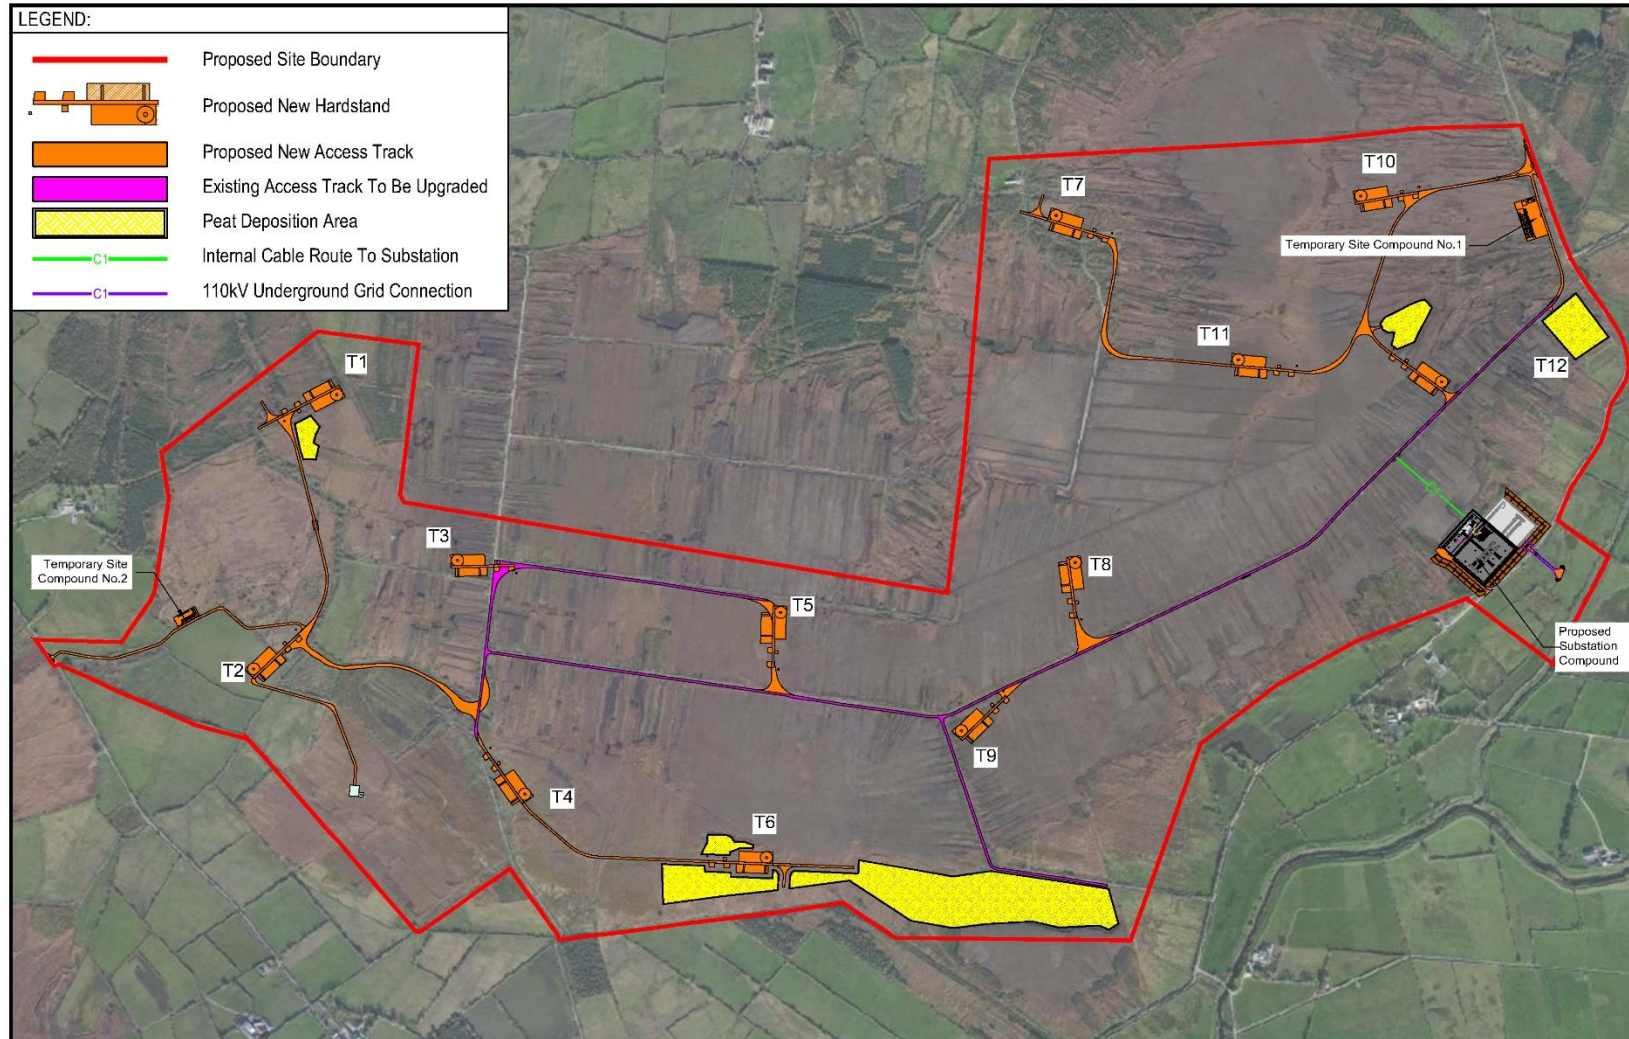 LEGEND:
Proposed Site Boundary
Proposed New Hardstand
Proposed New Access Track
Existing Access Track To Be Upgraded
Peat Deposition Area
C1
Internal Cable Route To Substation
C1
110kV Underground Grid Connection
T10
T7
Temporary Site Compound No.1
T11
T12
T1
C1
T3
T8
Temporary Site
Compound No.2
T5
Proposed
Substation
Compound
T2
T9
T4
T6